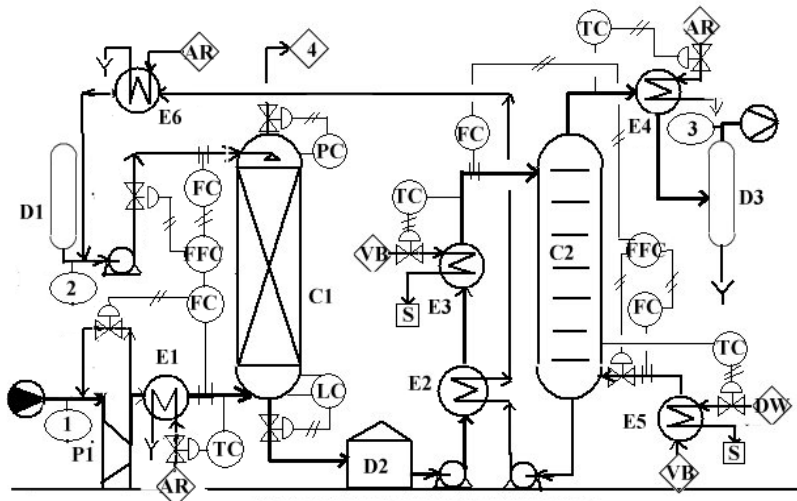 TC
AR
AR
4
E6
E4
3
FC
PC
D1
FC
TC
D3
FFC
VB
C2
FFC
2
E3
FC
C1
S
FC
E1
E2
TC
LC
1
P1
TC
D2
E5
DW
S
AR
VB